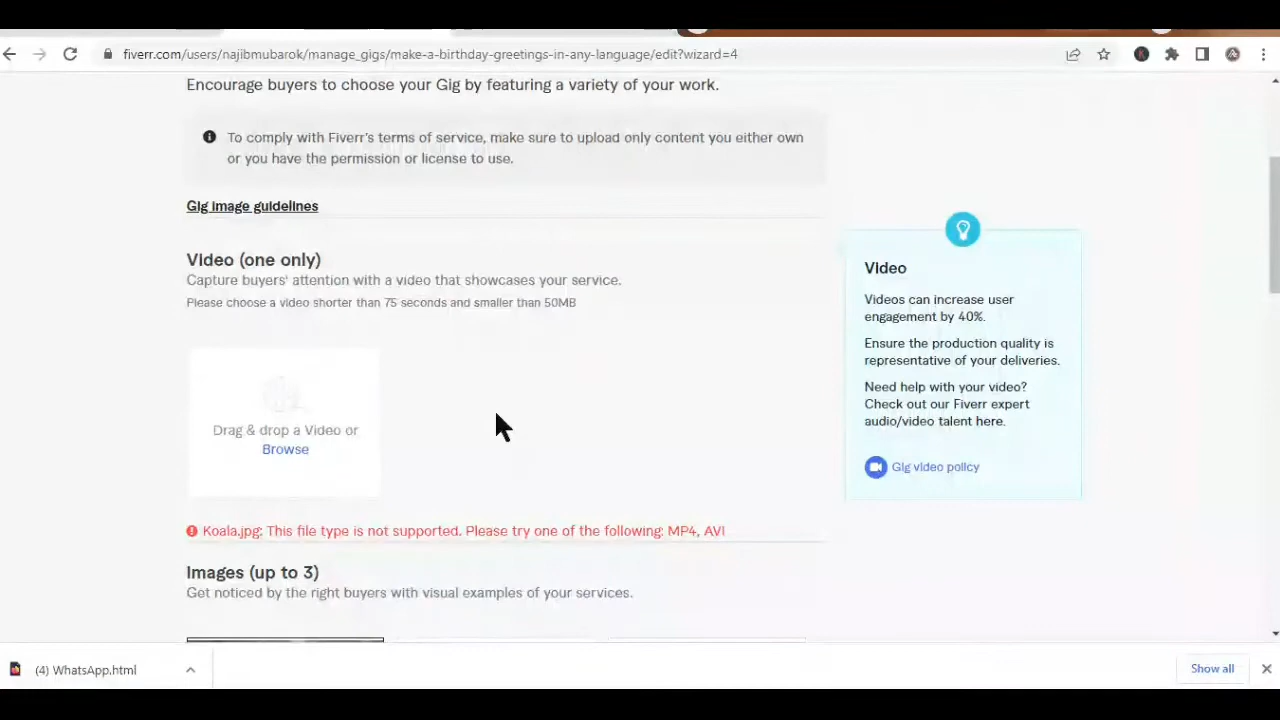 fiverr.com/users/najibmubarok/manage_gigs/make-a-birthday-greetings-in-any-language/edit?wizard=4
Encourage buyers to choose your Gig by featuring a variety of your work.
To comply with Fiverr's terms of service, make sure to upload only content you either own
or you have the permission or license to use.
Gig image guidelines
Video (one only)
Capture buyers' attention with a video that showcases your service.
Please choose a video shorter than 75 seconds and smaller than 50MB
Drag & drop a Video or
Browse
Koala.jpg: This file type is not supported. Please try one of the following: MP4, AVI
Images (up to 3)
Get noticed by the right buyers with visual examples of your services.
Video
Videos can increase user
engagement by 40%.
Ensure the production quality is
representative of your deliveries.
Need help with your video?
Check out our Fiverr expert
audio/video talent here.
Gig video policy
(4) WhatsApp.html
Show all